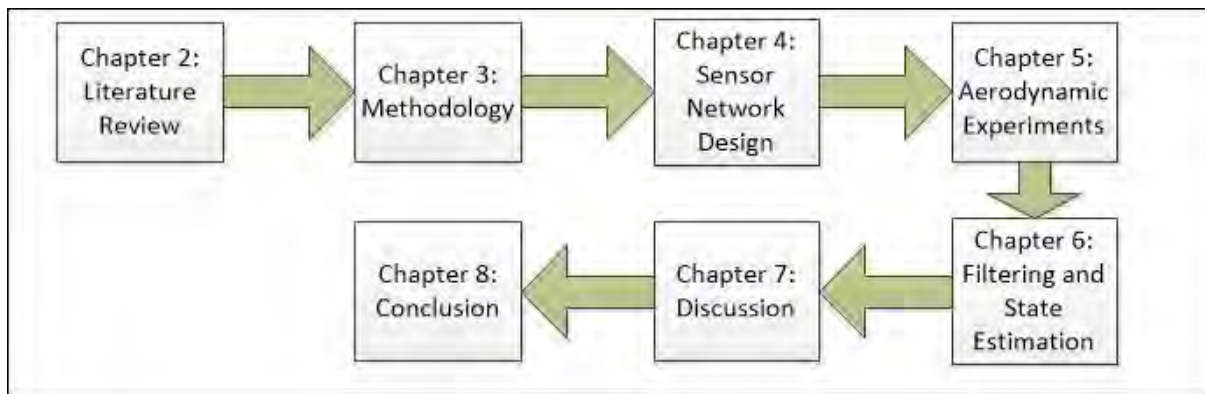 Chapter 2:
Literature
Review
Chapter 3:
Methodology
Chapter 4:
Sensor
Network
Design
Chapter 5:
Aerodynamic
Experiments
Chapter 6:
Filtering and
State
Estimation
Chapter 7:
Discussion
Chapter 8:
Conclusion